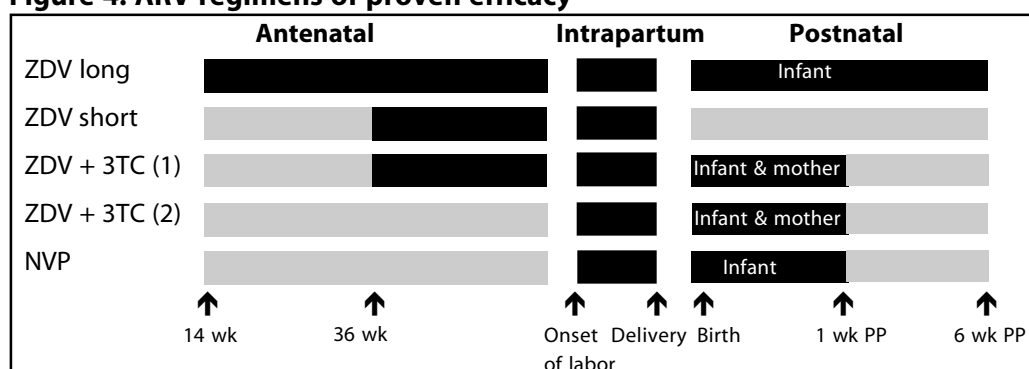 Figure 4: ARV regimens of proven efficacy
Antenatal Intrapartum Postnatal
ZDV long Infant
ZDV short
ZDV + 3TC (1) Infant & mother
ZDV + 3TC (2) Infant & mother
NVP Infant
14 wk 36 wk Onset Delivery Birth 1 wk PP 6 wk PP
of labor